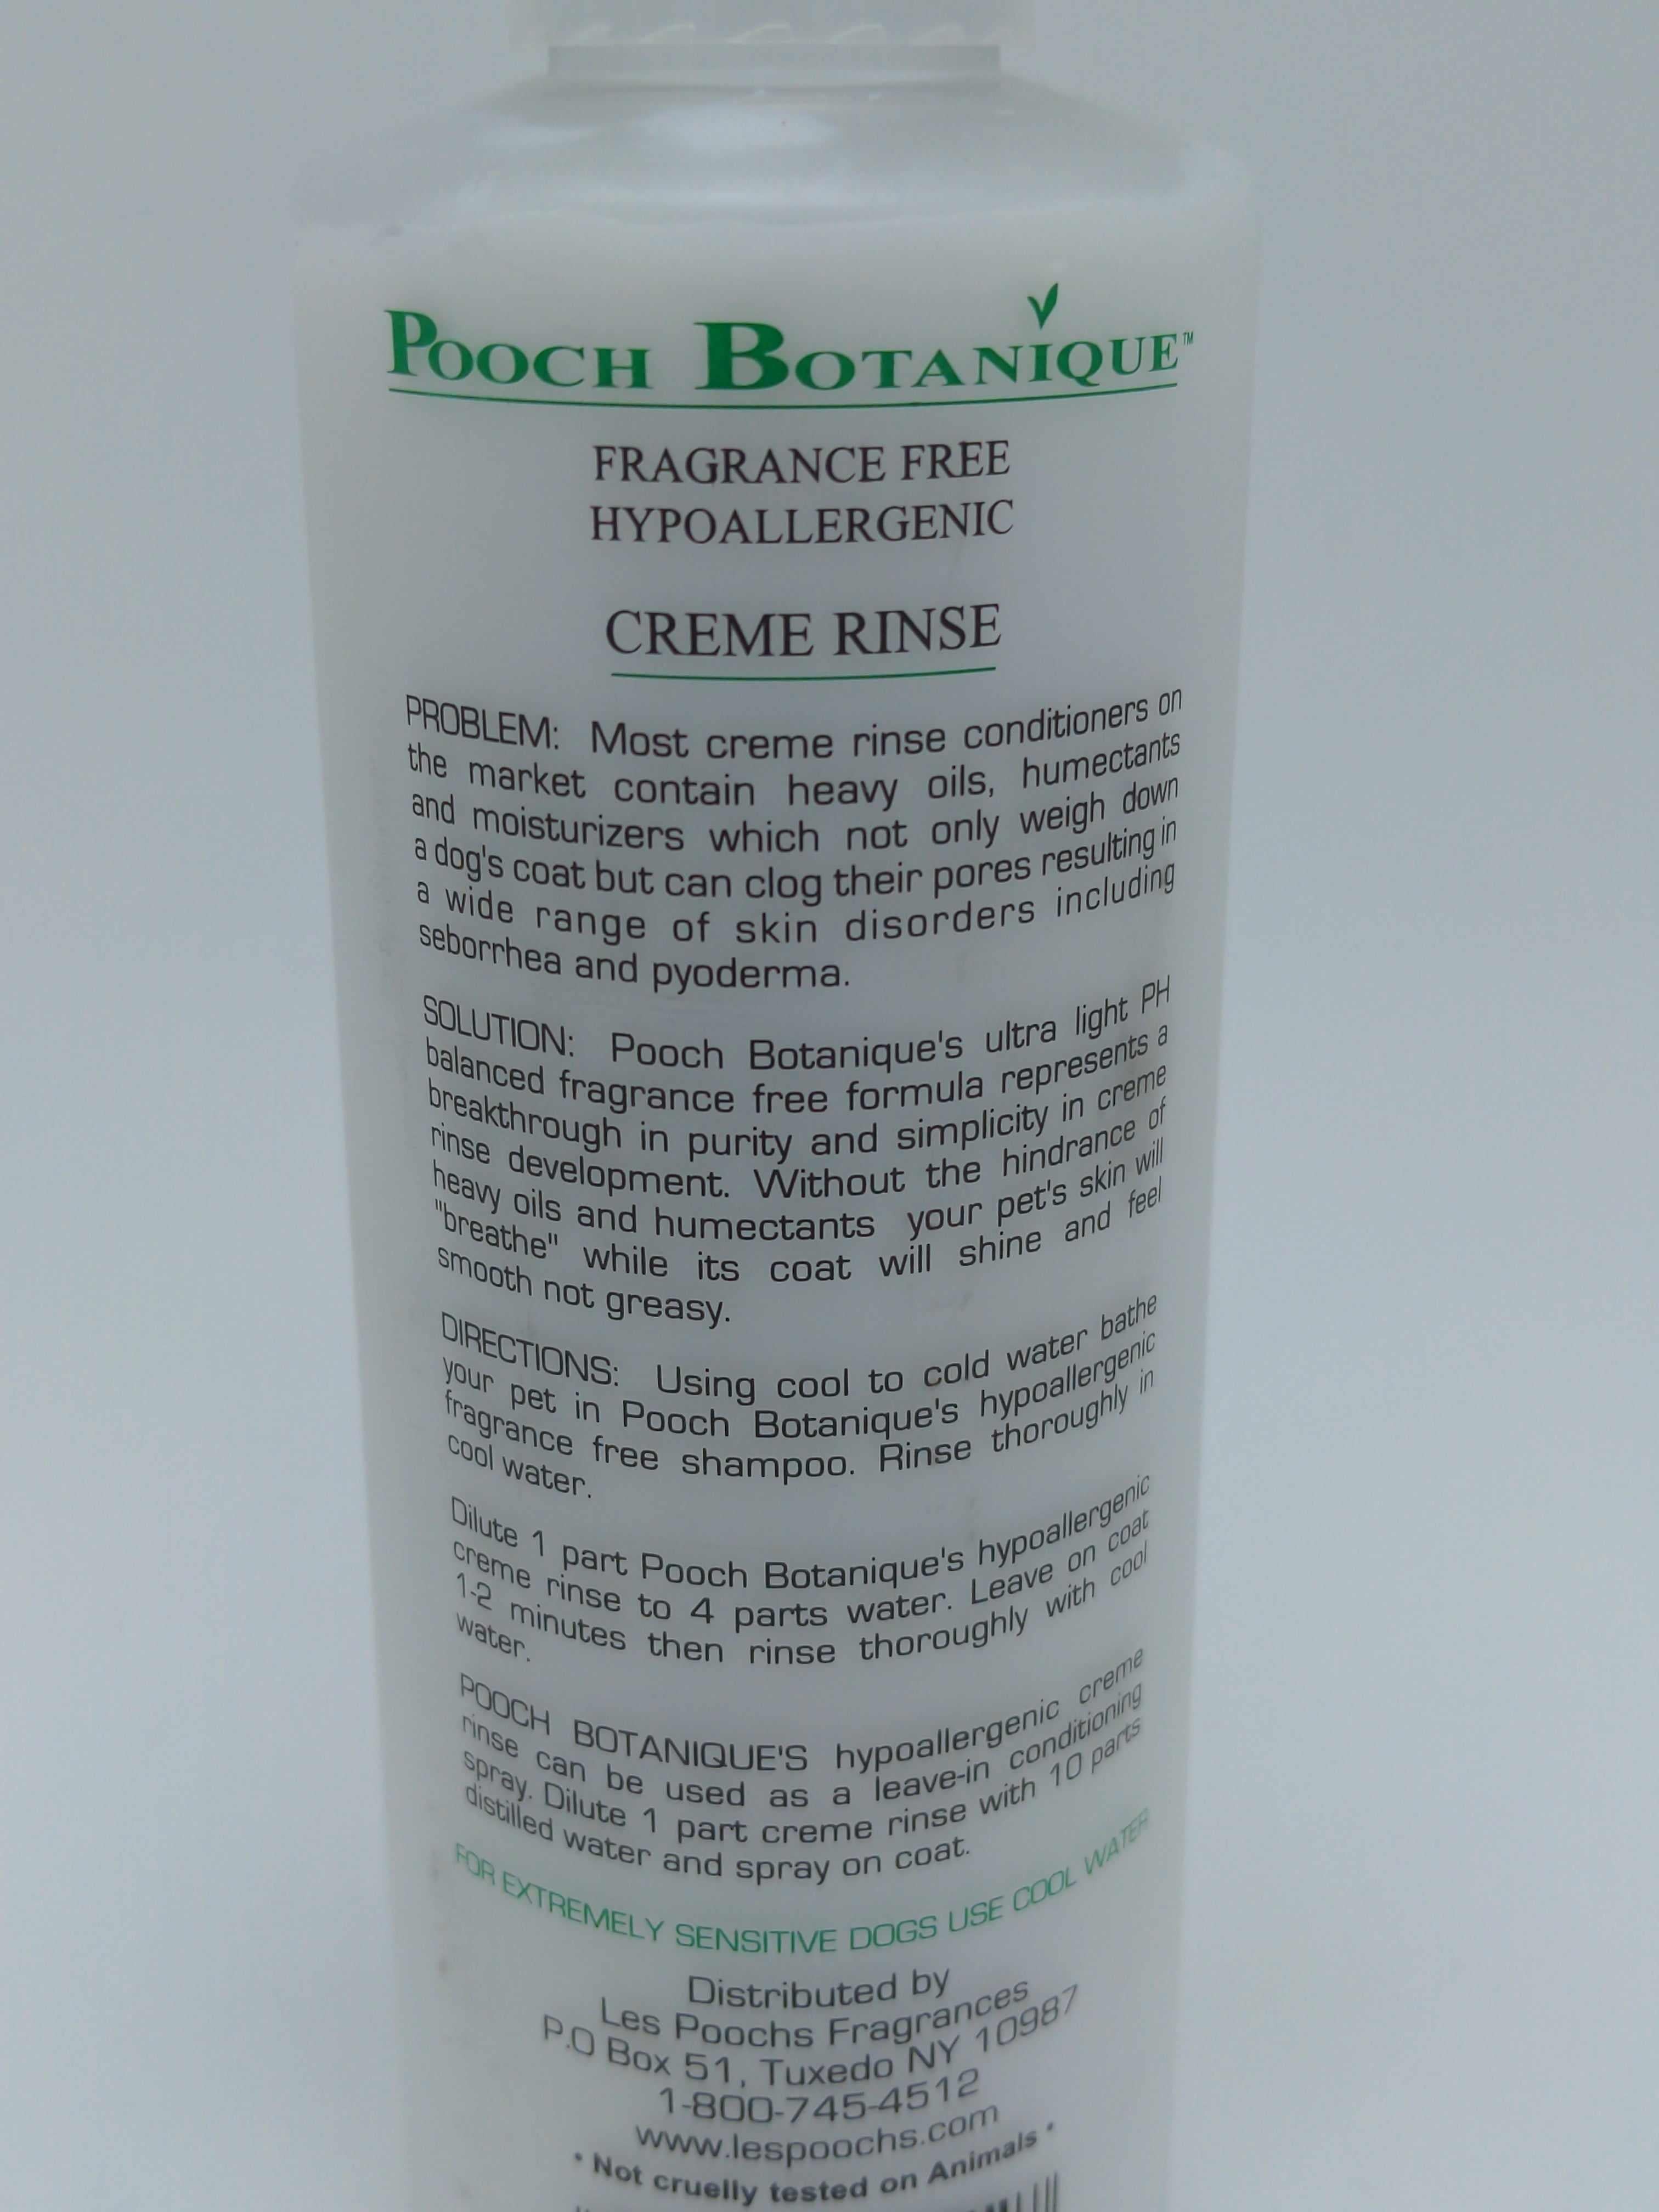 POOCH BOTANIQUE™
FRAGRANCE FREE
HYPOALLERGENIC
CREME RINSE
PROBLEM: Most creme rinse conditioners on
the market contain heavy oils, humectants
and moisturizers which not only weigh down
a dog's coat but can clog their pores resulting in
a wide range of skin disorders including
seborrhea and pyoderma.
SOLUTION: Pooch Botanique's ultra light PH
balanced fragrance free formula represents a
breakthrough in purity and simplicity in creme
rinse development. Without the hindrance of
heavy oils and humectants your pet's skin will
"breathe" while its coat will shine and feel
smooth not greasy.
DIRECTIONS: Using cool to cold water bathe
your pet in Pooch Botanique's hypoallergenic
fragrance free shampoo. Rinse thoroughly in
cool water.
Dilute 1 part Pooch Botanique's hypoallergenic
creme rinse to 4 parts water. Leave on coat
1-2 minutes then rinse thoroughly with cool
water.
POOCH BOTANIQUE'S hypoallergenic creme
rinse can be used as a leave-in conditioning
spray. Dilute 1 part creme rinse with 10 parts
distilled water and spray on coat.
FOR EXTREMELY SENSITIVE DOGS USE COOL WATER
Distributed by
Les Poochs Fragrances
P.O Box 51, Tuxedo NY 10987
1-800-745-4512
www.lespoochs.com
• Not cruelly tested on Animals •